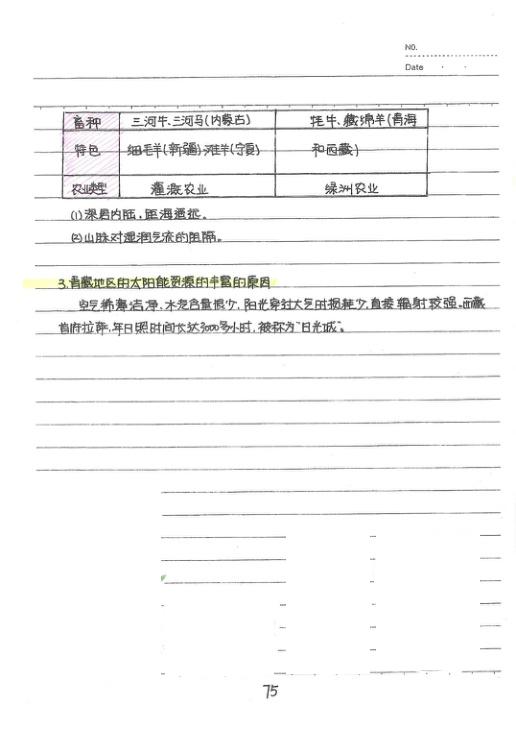 NO.
Date
畜种 三河牛、三河马(内蒙古) 牦牛、藏绵羊(青海
特色 细毛羊(新疆)、滩羊(宁夏) 和西藏)
农业类型 灌溉农业 绿洲农业
(1)深居内陆，距海遥远。
(2)山脉对湿润气流的阻隔。
3.青藏地区的太阳能资源的丰富的原因
空气稀薄洁净，水汽含量很少，阳光穿过大气时损耗少，直接辐射较强。西藏
首府拉萨，年日照时间长达3000多小时，被称为“日光城”。
75